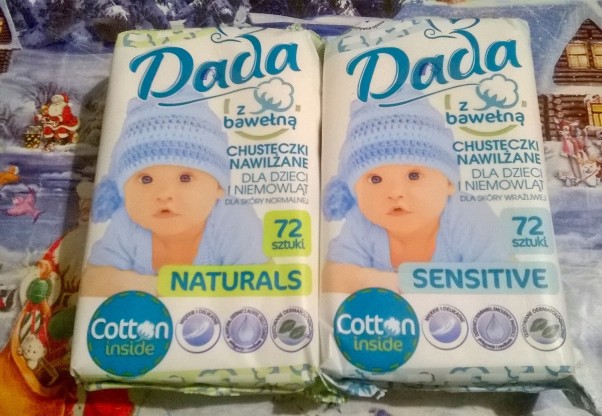 Dada
z
bawełną
CHUSTECZKI
NAWILŻANE
DLA DZIECI
I NIEMOWLĄT
DLA SKÓRY NORMALNEJ
72
sztuki
NATURALS
Cotton
inside
Dada
z
bawełną
CHUSTECZKI
NAWILŻANE
DLA DZIECI
I NIEMOWLĄT
DLA SKÓRY WRAŻLIWEJ
72
sztuki
SENSITIVE
Cotton
inside